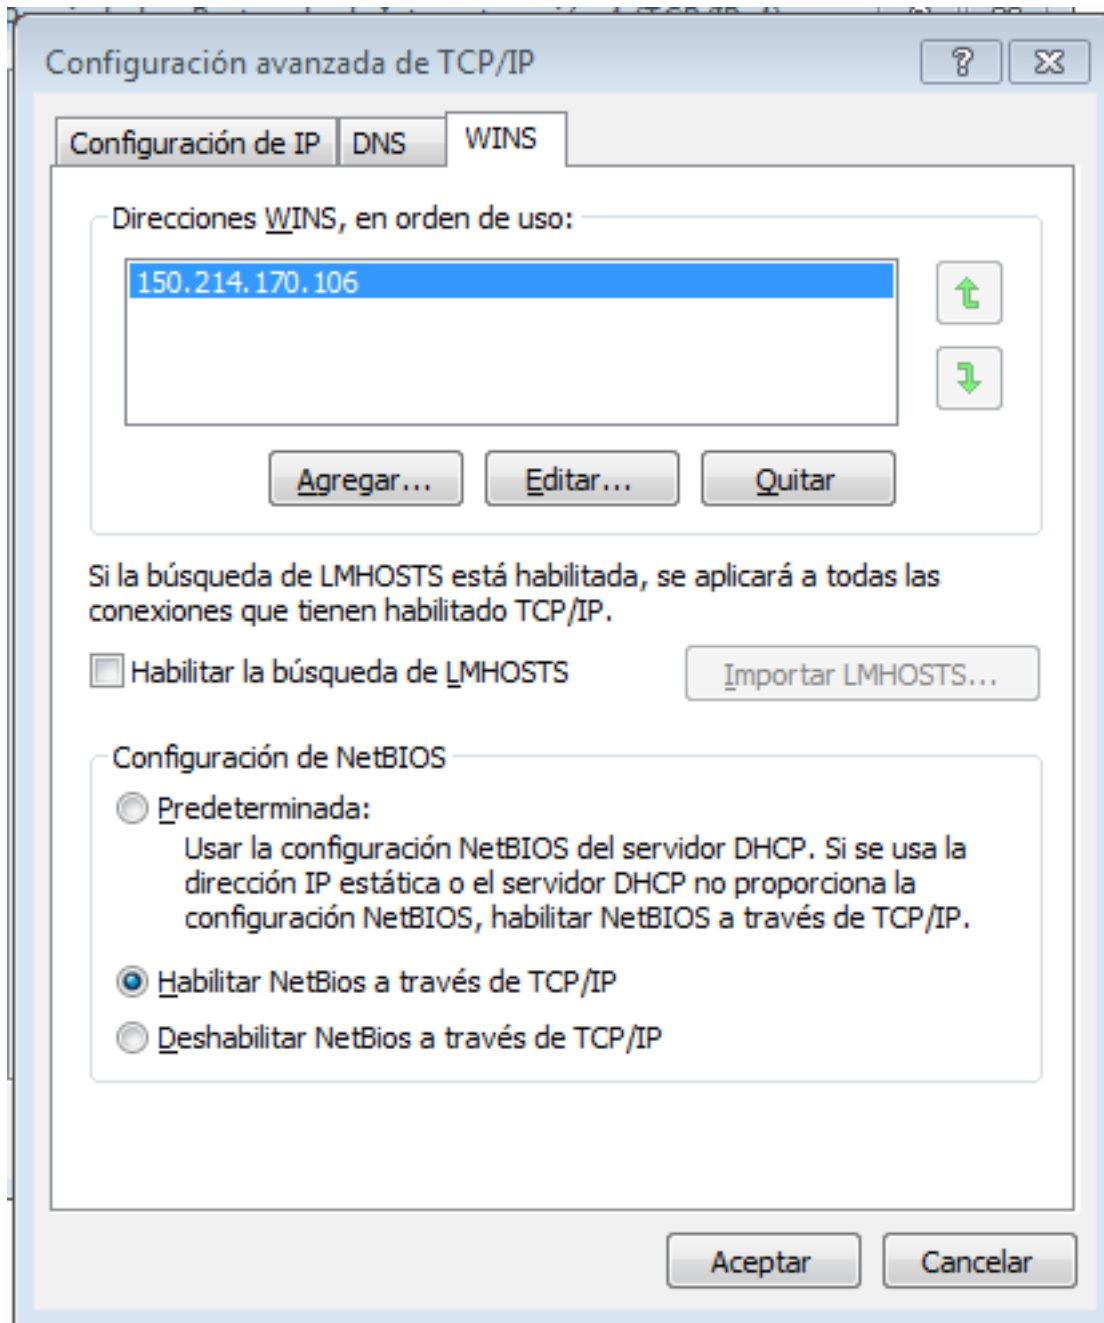 Configuración avanzada de TCP/IP
Configuración de IP
DNS
WINS
Direcciones WINS, en orden de uso:
150.214.170.106
Agregar...
Editar...
Quitar
Si la búsqueda de LMHOSTS está habilitada, se aplicará a todas las
conexiones que tienen habilitado TCP/IP.
Habilitar la búsqueda de LMHOSTS
Importar LMHOSTS...
Configuración de NetBIOS
Predeterminada:
Usar la configuración NetBIOS del servidor DHCP. Si se usa la
dirección IP estática o el servidor DHCP no proporciona la
configuración NetBIOS, habilitar NetBIOS a través de TCP/IP.
Habilitar NetBios a través de TCP/IP
Deshabilitar NetBios a través de TCP/IP
Aceptar
Cancelar